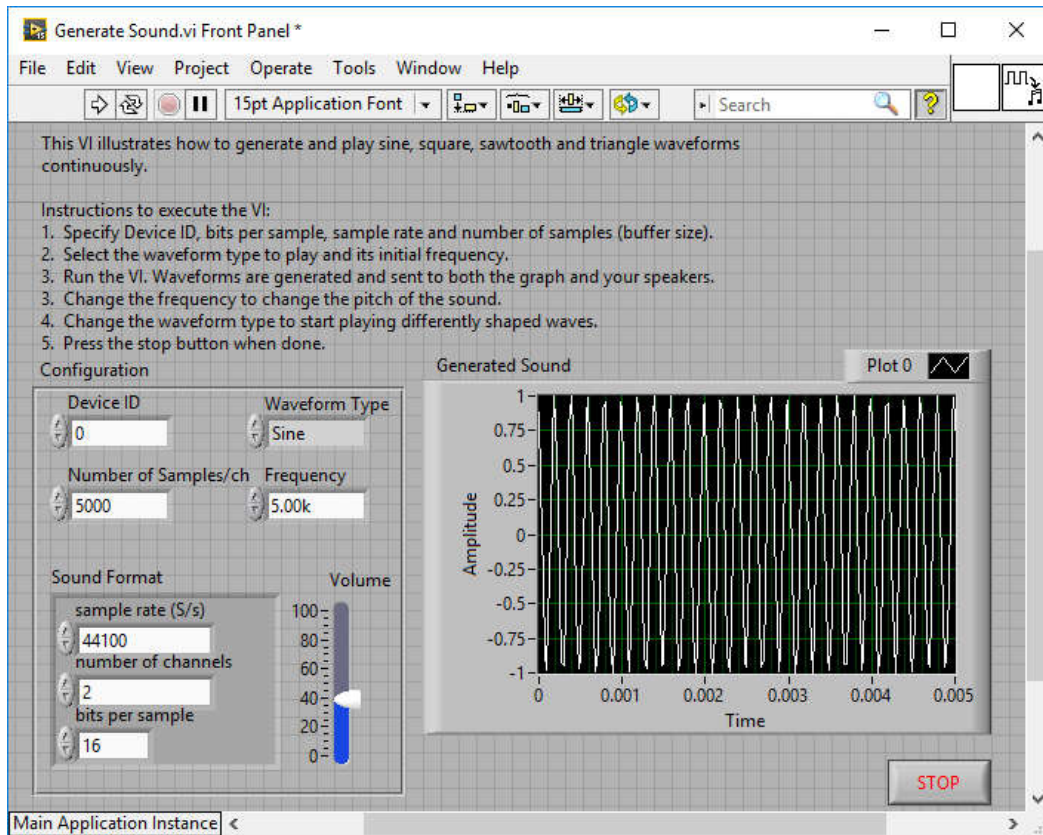 Generate Sound.vi Front Panel *
File Edit View Project Operate Tools Window Help
15pt Application Font
Search
?
This VI illustrates how to generate and play sine, square, sawtooth and triangle waveforms
continuously.
Instructions to execute the VI:
1. Specify Device ID, bits per sample, sample rate and number of samples (buffer size).
2. Select the waveform type to play and its initial frequency.
3. Run the VI. Waveforms are generated and sent to both the graph and your speakers.
3. Change the frequency to change the pitch of the sound.
4. Change the waveform type to start playing differently shaped waves.
5. Press the stop button when done.
Configuration
Device ID
0
Waveform Type
Sine
Number of Samples/ch
5000
Frequency
5.00k
Sound Format
sample rate (S/s)
44100
number of channels
2
bits per sample
16
Volume
100
80
60
40
20
0
Generated Sound
Plot 0
Amplitude
1
0.75
0.5
0.25
0
-0.25
-0.5
-0.75
-1
0 0.001 0.002 0.003 0.004 0.005
Time
STOP
Main Application Instance